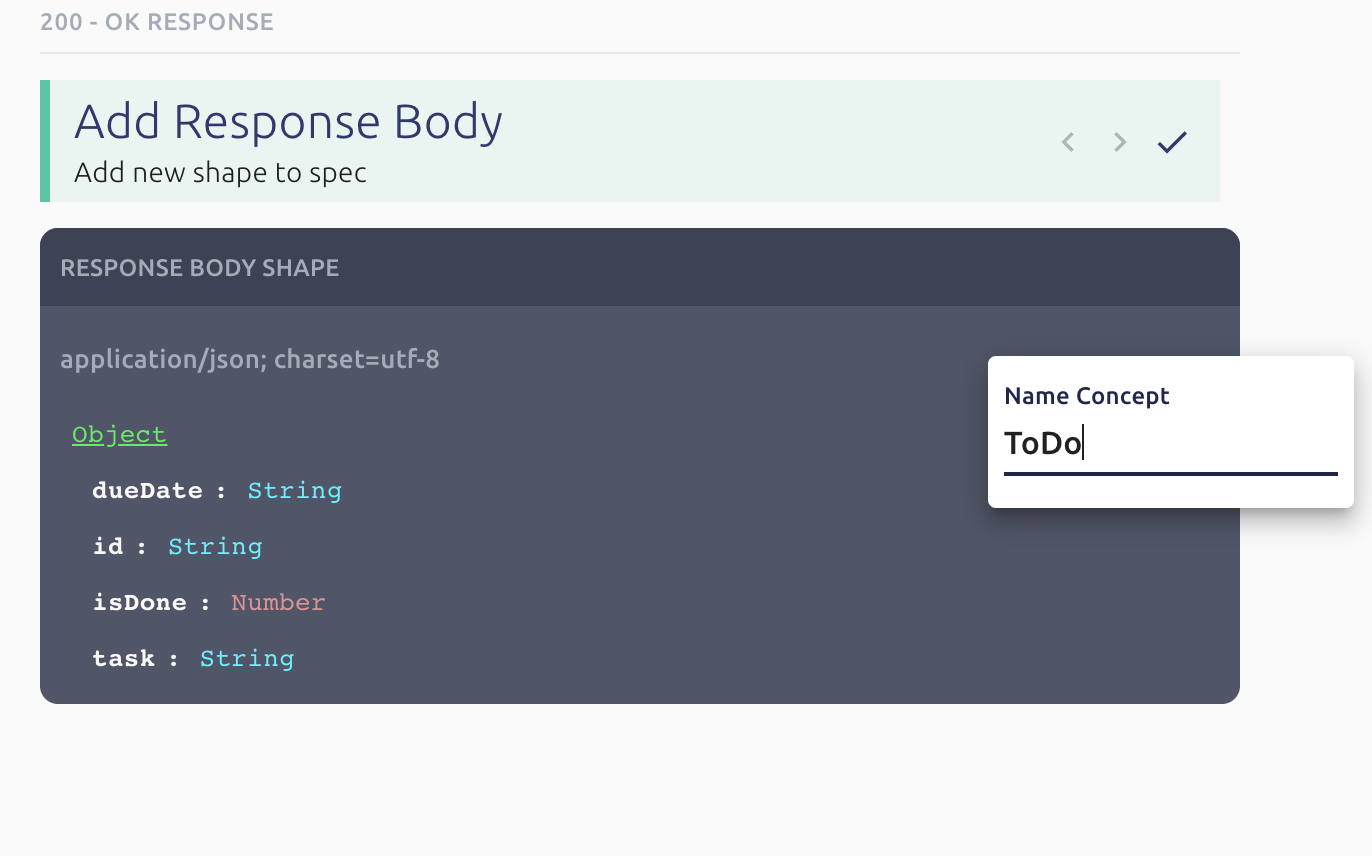 200 - OK RESPONSE
Add Response Body
Add new shape to spec
RESPONSE BODY SHAPE
application/json; charset=utf-8
Name Concept
ToDo
Object
dueDate : String
id : String
isDone : Number
task : String